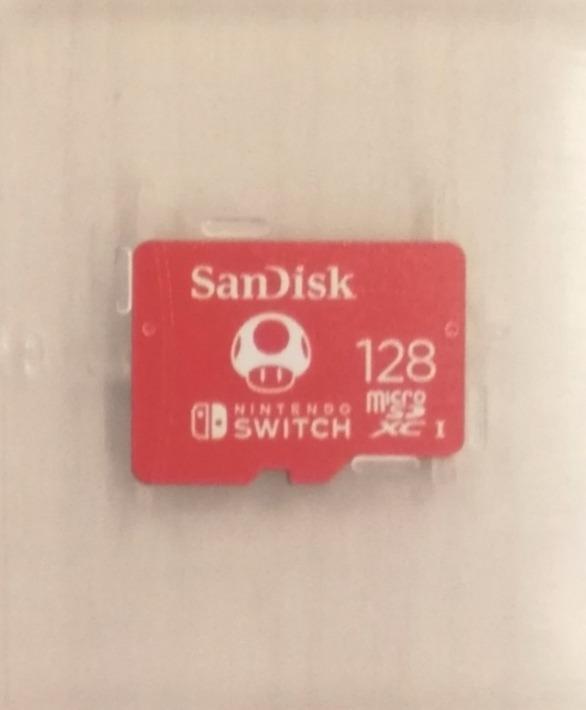 SanDisk
128
NINTENDO
SWITCH
micro
SD
XC I